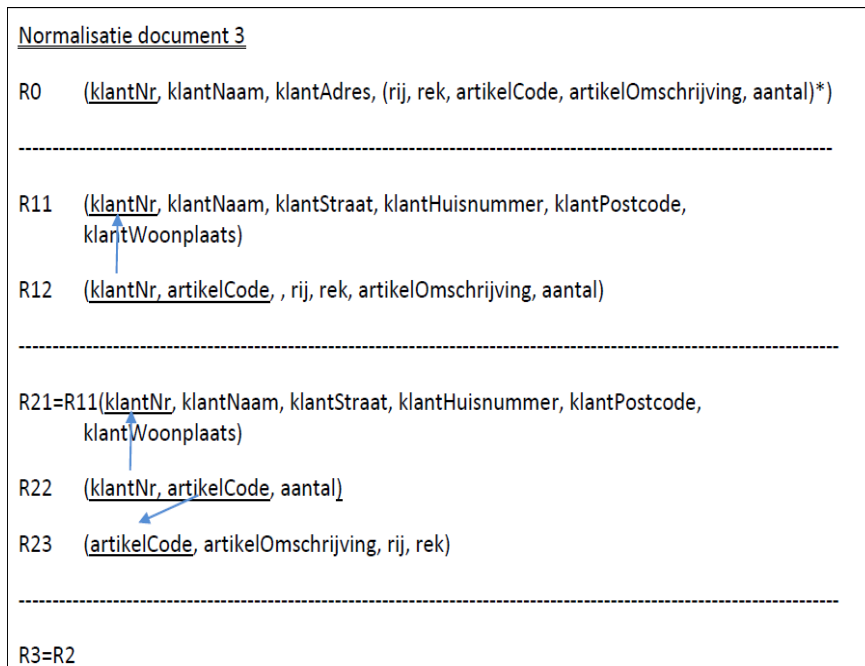 Normalisatie document 3
R0 (klantNr, klantNaam, klantAdres, (rij, rek, artikelCode, artikelOmschrijving, aantal)*)
------------------------------------------------------------------------------------------------------------------------
R11 (klantNr, klantNaam, klantStraat, klantHuisnummer, klantPostcode,
klantWoonplaats)
R12 (klantNr, artikelCode, , rij, rek, artikelOmschrijving, aantal)
------------------------------------------------------------------------------------------------------------------------
R21=R11(klantNr, klantNaam, klantStraat, klantHuisnummer, klantPostcode,
klantWoonplaats)
R22 (klantNr, artikelCode, aantal)
R23 (artikelCode, artikelOmschrijving, rij, rek)
------------------------------------------------------------------------------------------------------------------------
R3=R2